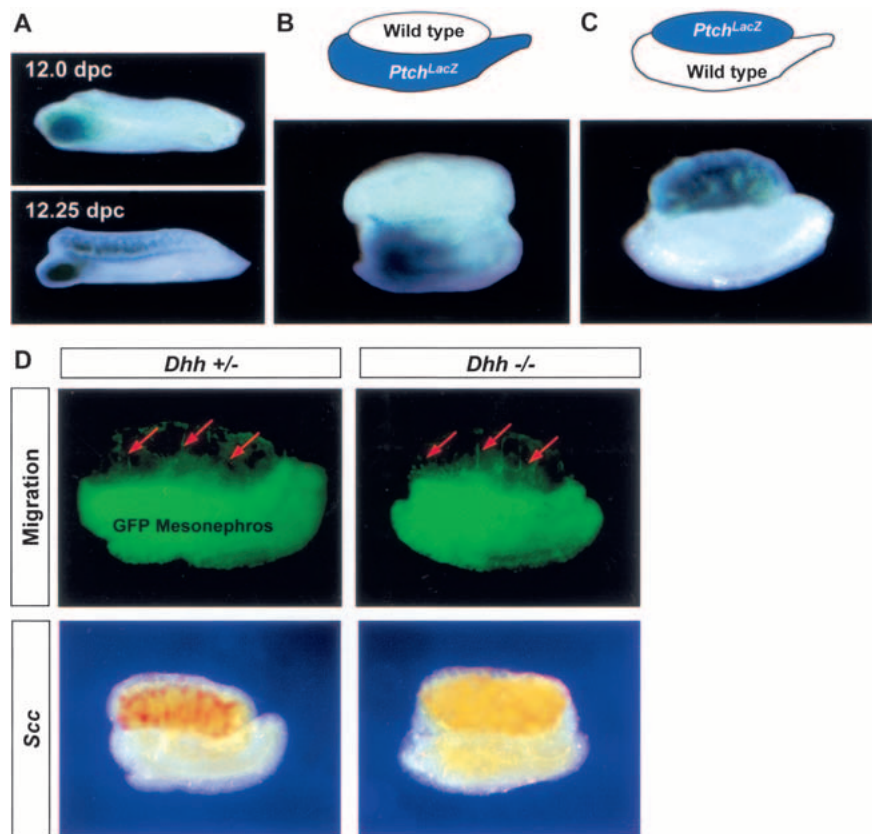 A
12.0 dpc
12.25 dpc
B
Wild type
PtchLacZ
C
PtchLacZ
Wild type
D
Dhh +/-
Dhh -/-
Migration
GFP Mesonephros
Scc